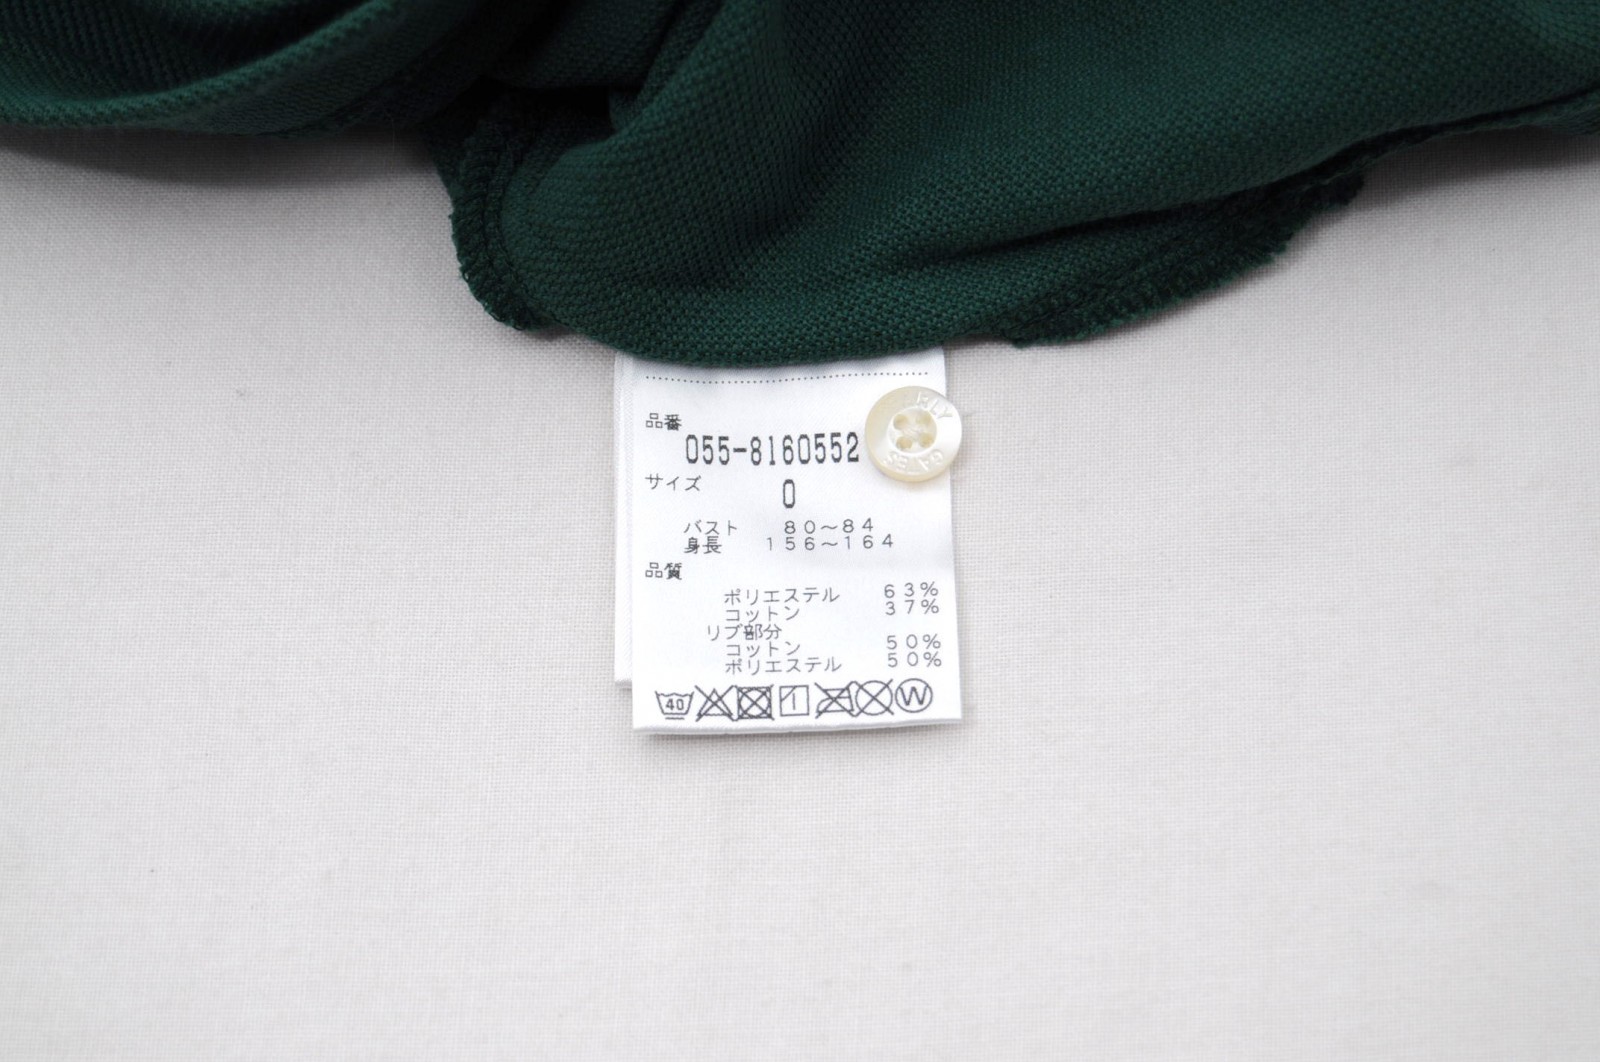 品番
055-8160552
サイズ
0
バスト 80~84
身長 156~164
品質
ポリエステル 63%
コットン 37%
リブ部分
コットン 50%
ポリエステル 50%
40
W
GATES